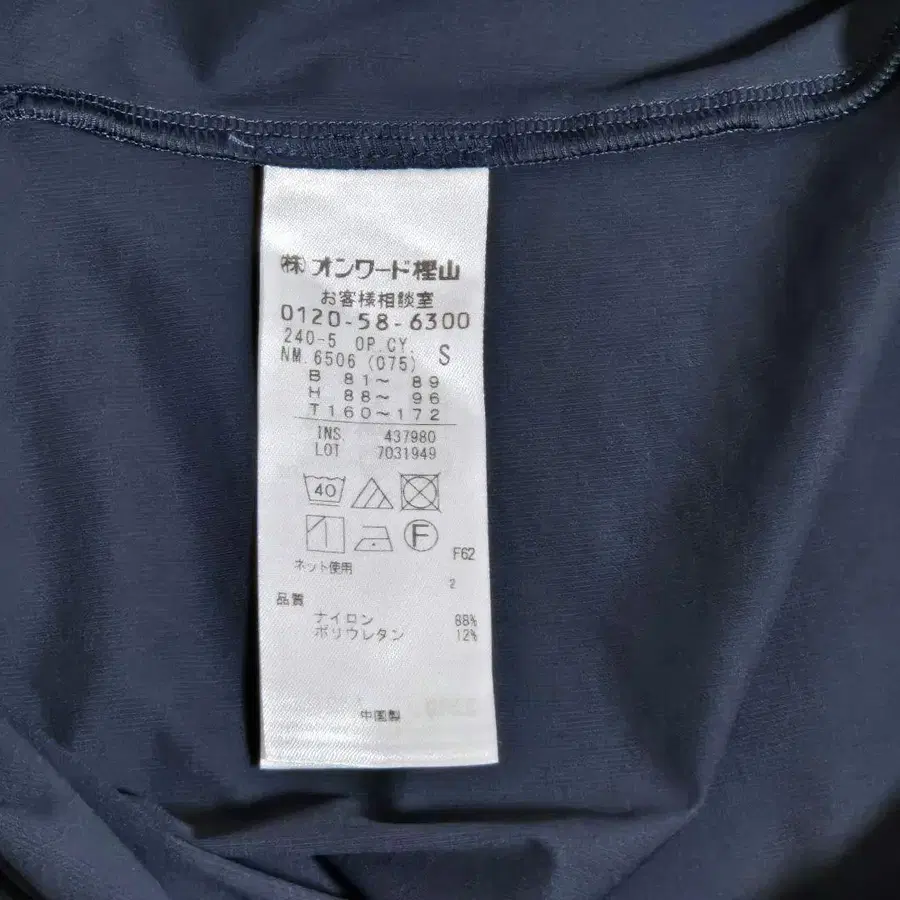 (株)オンワード樫山
お客様相談室
0120-58-6300
240-5 OP.CY. S
NM.6506 (075)
B 81～ 89
H 88～ 96
T160～172
INS. 437980
LOT 7031949
40
F
F62
ネット使用
2
品質
ナイロン 88%
ポリウレタン 12%
中国製